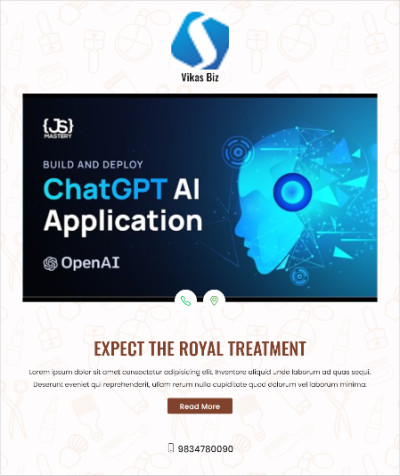 Vikas Biz
{JS}
MASTERY
BUILD AND DEPLOY
ChatGPT AI
Application
OpenAI
EXPECT THE ROYAL TREATMENT
Lorem ipsum dolor sit amet consectetur adipisicing elit. Inventore aliquid unde laborum ad quas sequi.
Deserunt eveniet qui reprehenderit, ullam rerum nulla cupiditate quod dolorum vel laborum minima.
Read More
9834780090